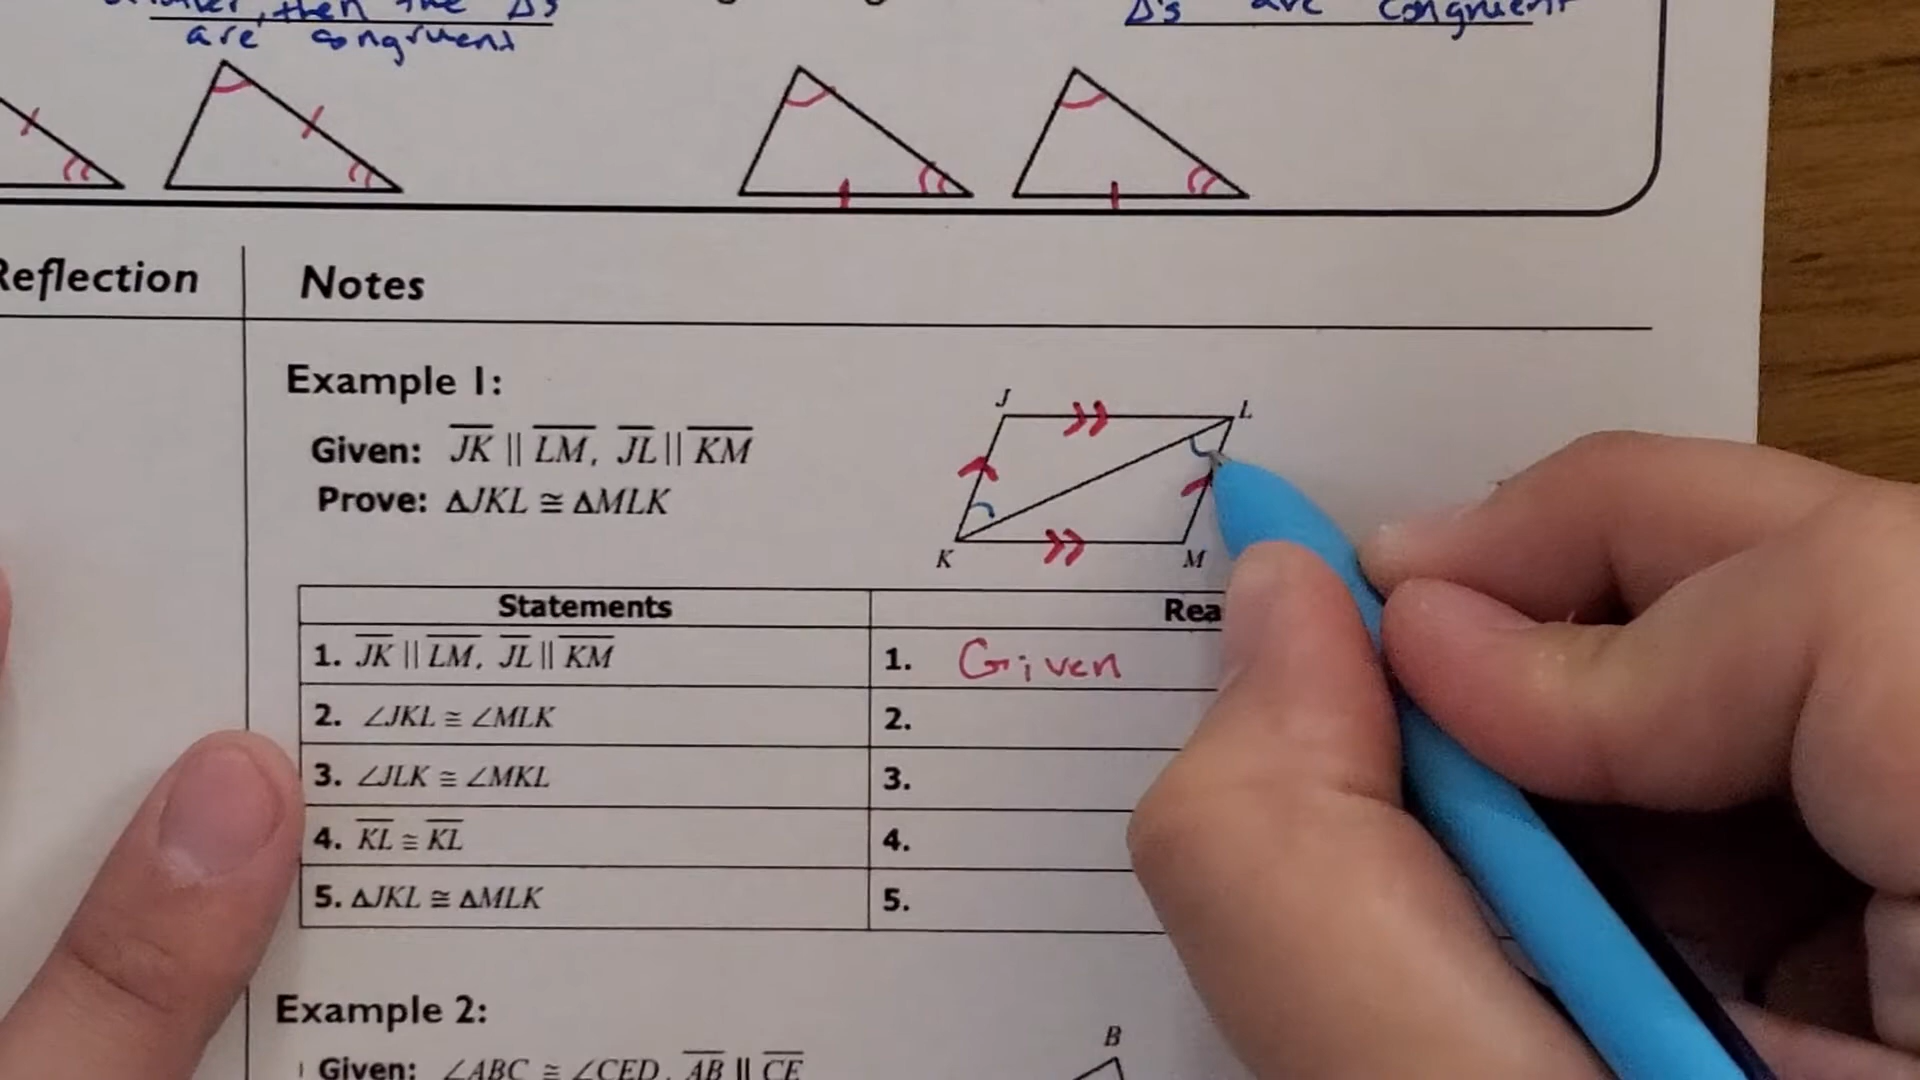 then the Δs
are congruent
Δ's are congruent
Reflection
Notes
Example 1:
Given: JK || LM, JL || KM
Prove: ΔJKL ≅ ΔMLK
J
L
K
M
Statements
1. JK || LM, JL || KM
1. Given
2. ∠JKL ≅ ∠MLK
2.
3. ∠JLK ≅ ∠MKL
3.
4. KL ≅ KL
4.
5. ΔJKL ≅ ΔMLK
5.
Example 2:
B
Given: ∠ABC ≅ ∠CED, AB || CE